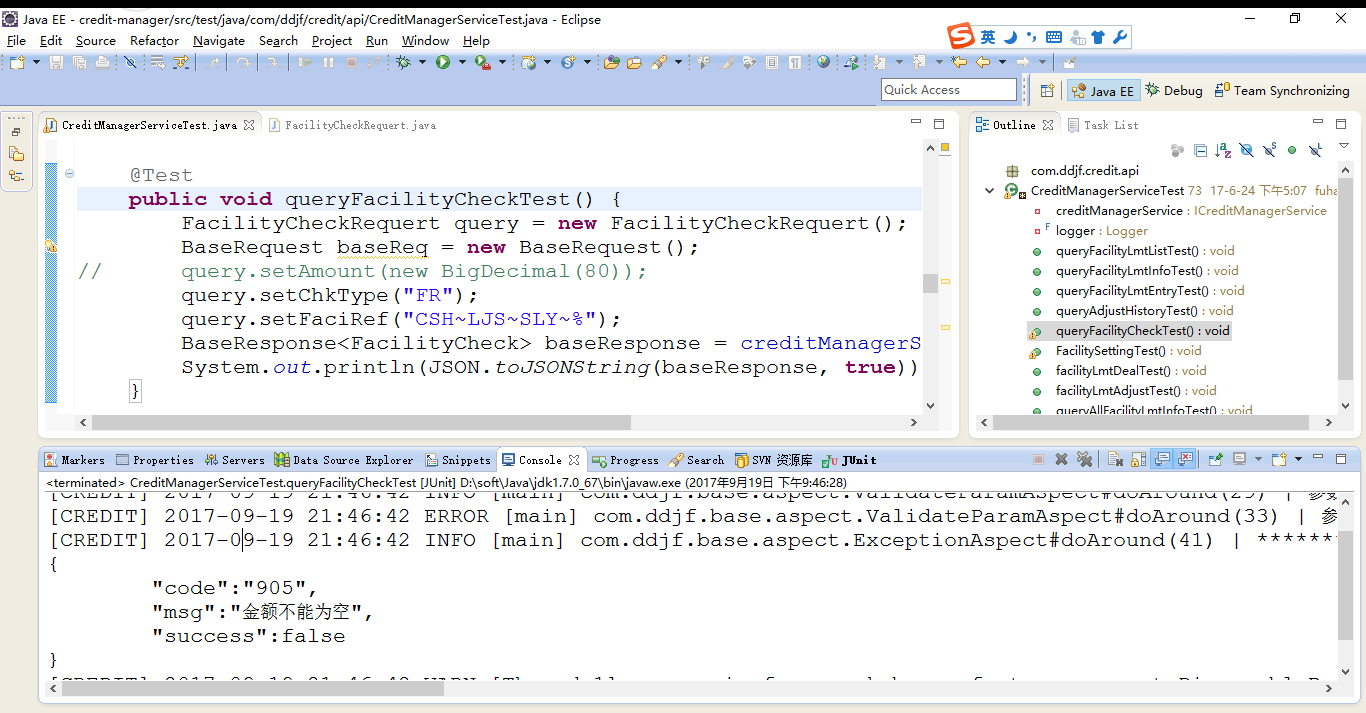 Java EE - credit-manager/src/test/java/com/ddjf/credit/api/CreditManagerServiceTest.java - Eclipse
File Edit Source Refactor Navigate Search Project Run Window Help
英
Quick Access
Java EE Debug Team Synchronizing
CreditManagerServiceTest.java FacilityCheckRequert.java
@Test
public void queryFacilityCheckTest() {
FacilityCheckRequert query = new FacilityCheckRequert();
BaseRequest baseReq = new BaseRequest();
// query.setAmount(new BigDecimal(80));
query.setChkType("FR");
query.setFaciRef("CSH~LJS~SLY~%");
BaseResponse<FacilityCheck> baseResponse = creditManagerS
System.out.println(JSON.toJSONString(baseResponse, true))
}
Outline Task List
com.ddjf.credit.api
CreditManagerServiceTest 73 17-6-24 下午5:07 fuha
creditManagerService : ICreditManagerService
logger : Logger
queryFacilityLmtListTest() : void
queryFacilityLmtInfoTest() : void
queryFacilityLmtEntryTest() : void
queryAdjustHistoryTest() : void
queryFacilityCheckTest() : void
FacilitySettingTest() : void
facilityLmtDealTest() : void
facilityLmtAdjustTest() : void
queryAllFacilityLmtInfoTest() : void
Markers Properties Servers Data Source Explorer Snippets Console Progress Search SVN 资源库 JUnit
<terminated> CreditManagerServiceTest.queryFacilityCheckTest [JUnit] D:\soft\Java\jdk1.7.0_67\bin\javaw.exe (2017年9月19日 下午9:46:28)
[CREDIT] 2017-09-19 21:46:42 INFO [main] com.ddjf.base.aspect.ValidateParamAspect#doAround(29) | 参数
[CREDIT] 2017-09-19 21:46:42 ERROR [main] com.ddjf.base.aspect.ValidateParamAspect#doAround(33) | 参
[CREDIT] 2017-09-19 21:46:42 INFO [main] com.ddjf.base.aspect.ExceptionAspect#doAround(41) | *******
{
"code":"905",
"msg":"金额不能为空",
"success":false
}
[CREDIT] 2017-09-19 21:46:42 WARN